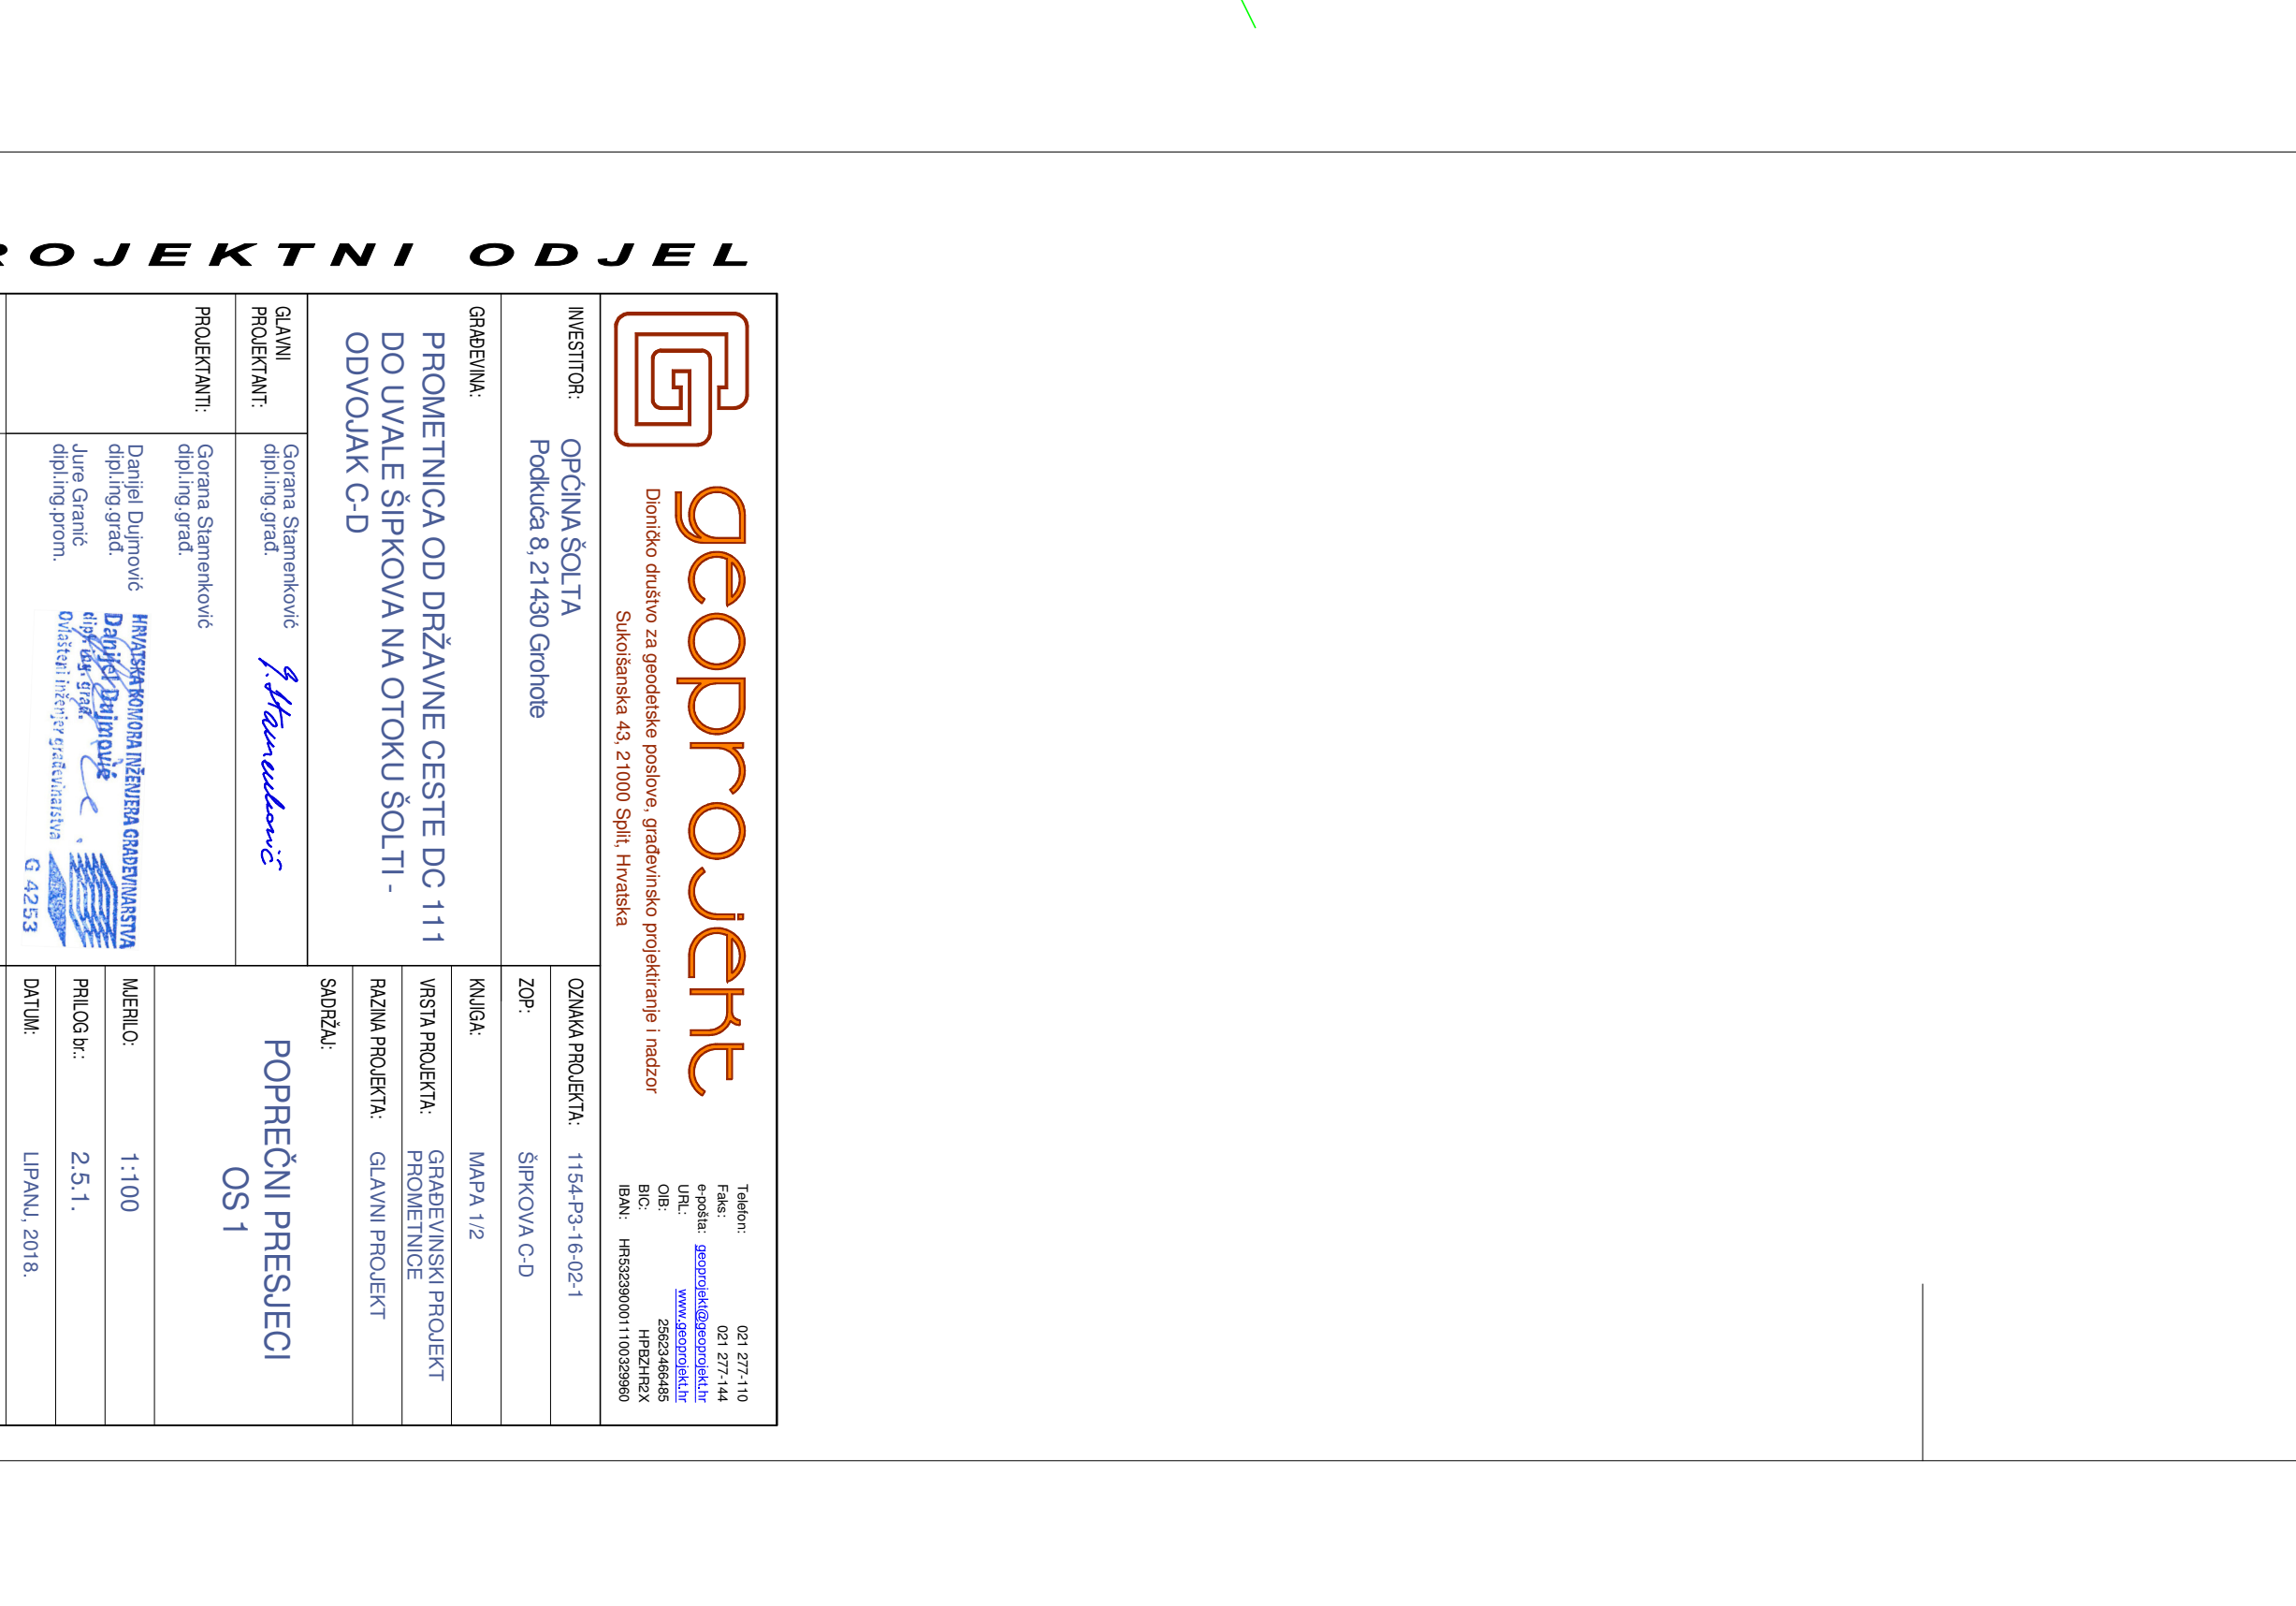 ROJEKTNI ODJEL
geoprojekt
Dioničko društvo za geodetske poslove, građevinsko projektiranje i nadzor
Sukoišanska 43, 21000 Split, Hrvatska
Telefon: 021 277-110
Faks: 021 277-144
e-pošta: geoprojekt@geoprojekt.hr
URL: www.geoprojekt.hr
OIB: 25623466485
BIC: HPBZHR2X
IBAN: HR5323900011100329960
INVESTITOR: OPĆINA ŠOLTA
Podkuća 8, 21430 Grohote
GRAĐEVINA:
PROMETNICA OD DRŽAVNE CESTE DC 111
DO UVALE ŠIPKOVA NA OTOKU ŠOLTI -
ODVOJAK C-D
GLAVNI
PROJEKTANT:
Gorana Stamenković
dipl.ing.građ.
G. Stamenković
PROJEKTANTI:
Gorana Stamenković
dipl.ing.građ.
Danijel Dujmović
dipl.ing.građ.
Jure Granić
dipl.ing.prom.
HRVATSKA KOMORA INŽENJERA GRAĐEVINARSTVA
Danijel Dujmović
dipl. ing. građ.
Ovlašteni inženjer građevinarstva
G 4253
OZNAKA PROJEKTA: 1154-P3-16-02-1
ZOP: ŠIPKOVA C-D
KNJIGA: MAPA 1/2
VRSTA PROJEKTA: GRAĐEVINSKI PROJEKT
PROMETNICE
RAZINA PROJEKTA: GLAVNI PROJEKT
SADRŽAJ:
POPREČNI PRESJECI
OS 1
MJERILO: 1:100
PRILOG br.: 2.5.1.
DATUM: LIPANJ, 2018.